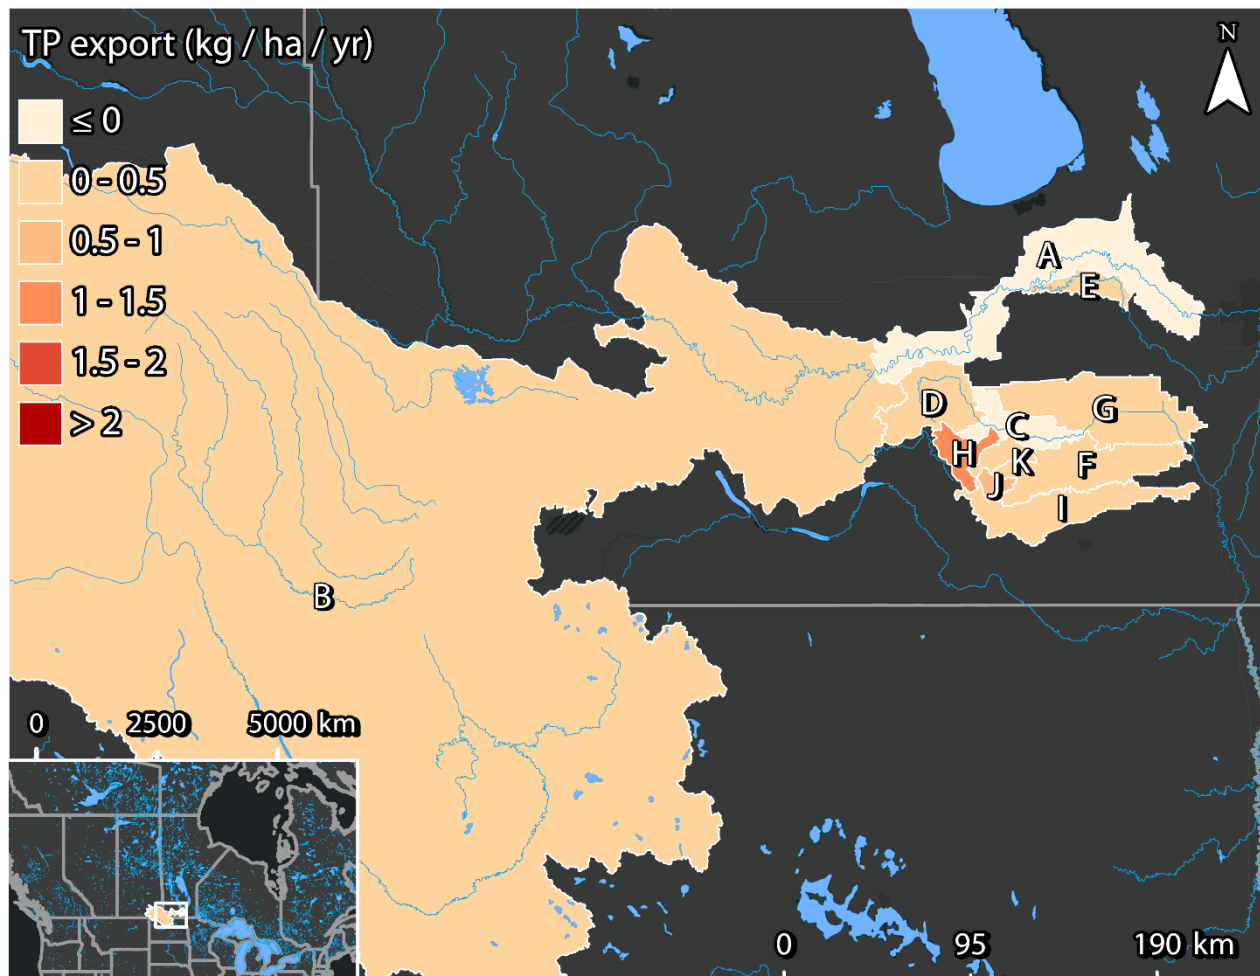 TP export (kg / ha / yr)
N
≤ 0
0 - 0.5
0.5 - 1
1 - 1.5
1.5 - 2
> 2
A
E
D
C
G
H
K
F
J
I
B
0 2500 5000 km
0 95 190 km